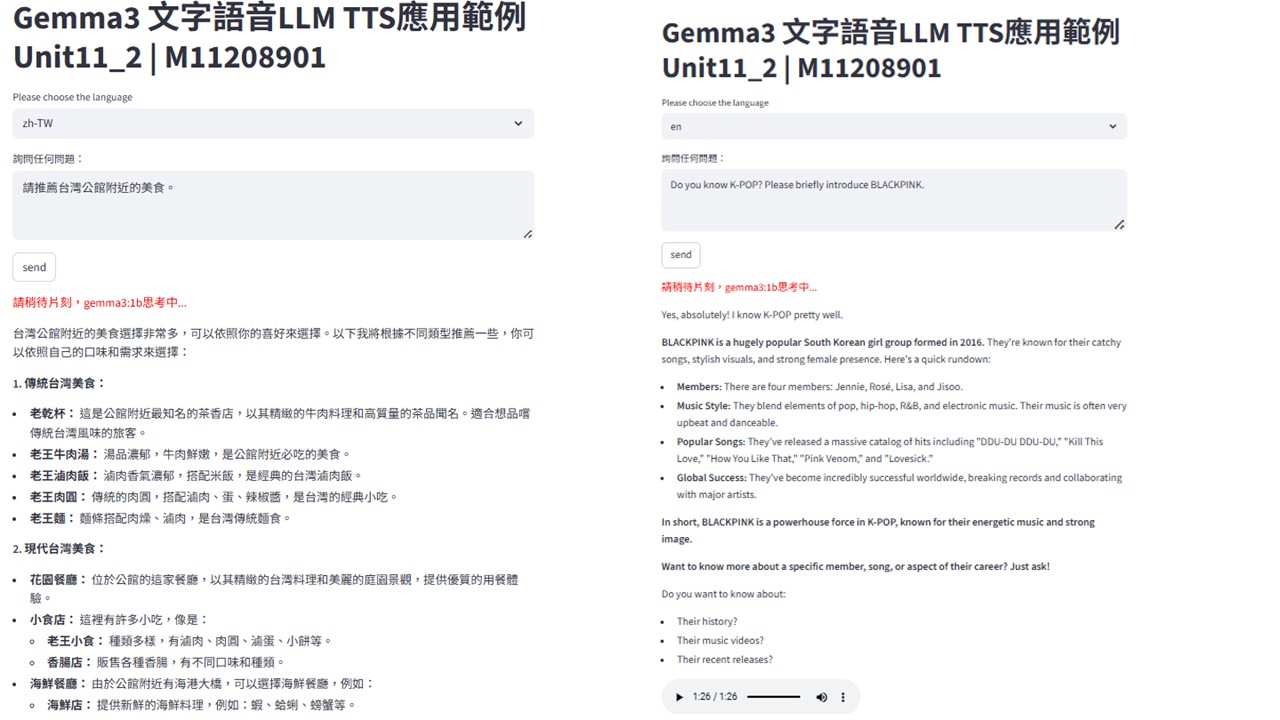 Gemma3 文字語音LLM TTS應用範例
Unit11_2 | M11208901
Please choose the language
zh-TW
詢問任何問題：
請推薦台灣公館附近的美食。
send
請稍待片刻，gemma3:1b思考中...
台灣公館附近的美食選擇非常多，可以依照你的喜好來選擇。以下我將根據不同類型推薦一些，你可
以依照自己的口味和需求來選擇：
1. 傳統台灣美食：
• 老乾杯： 這是公館附近最知名的茶香店，以其精緻的牛肉料理和高質量的茶品聞名。適合想品嚐
傳統台灣風味的旅客。
• 老王牛肉湯： 湯品濃郁，牛肉鮮嫩，是公館附近必吃的美食。
• 老王滷肉飯： 滷肉香氣濃郁，搭配米飯，是經典的台灣滷肉飯。
• 老王肉圓： 傳統的肉圓，搭配滷肉、蛋、辣椒醬，是台灣的經典小吃。
• 老王麵： 麵條搭配肉燥、滷肉，是台灣傳統麵食。
2. 現代台灣美食：
• 花園餐廳： 位於公館的這家餐廳，以其精緻的台灣料理和美麗的庭園景觀，提供優質的用餐體
驗。
• 小食店： 這裡有許多小吃，像是：
◦ 老王小食： 種類多樣，有滷肉、肉圓、滷蛋、小餅等。
◦ 香腸店： 販售各種香腸，有不同口味和種類。
• 海鮮餐廳： 由於公館附近有海港大橋，可以選擇海鮮餐廳，例如：
◦ 海鮮店： 提供新鮮的海鮮料理，例如：蝦、蛤蜊、螃蟹等。
Gemma3 文字語音LLM TTS應用範例
Unit11_2 | M11208901
Please choose the language
en
詢問任何問題：
Do you know K-POP? Please briefly introduce BLACKPINK.
send
請稍待片刻，gemma3:1b思考中...
Yes, absolutely! I know K-POP pretty well.
BLACKPINK is a hugely popular South Korean girl group formed in 2016. They're known for their catchy
songs, stylish visuals, and strong female presence. Here's a quick rundown:
• Members: There are four members: Jennie, Rosé, Lisa, and Jisoo.
• Music Style: They blend elements of pop, hip-hop, R&B, and electronic music. Their music is often very
upbeat and danceable.
• Popular Songs: They've released a massive catalog of hits including "DDU-DU DDU-DU," "Kill This
Love," "How You Like That," "Pink Venom," and "Lovesick."
• Global Success: They've become incredibly successful worldwide, breaking records and collaborating
with major artists.
In short, BLACKPINK is a powerhouse force in K-POP, known for their energetic music and strong
image.
Want to know more about a specific member, song, or aspect of their career? Just ask!
Do you want to know about:
• Their history?
• Their music videos?
• Their recent releases?
1:26 / 1:26